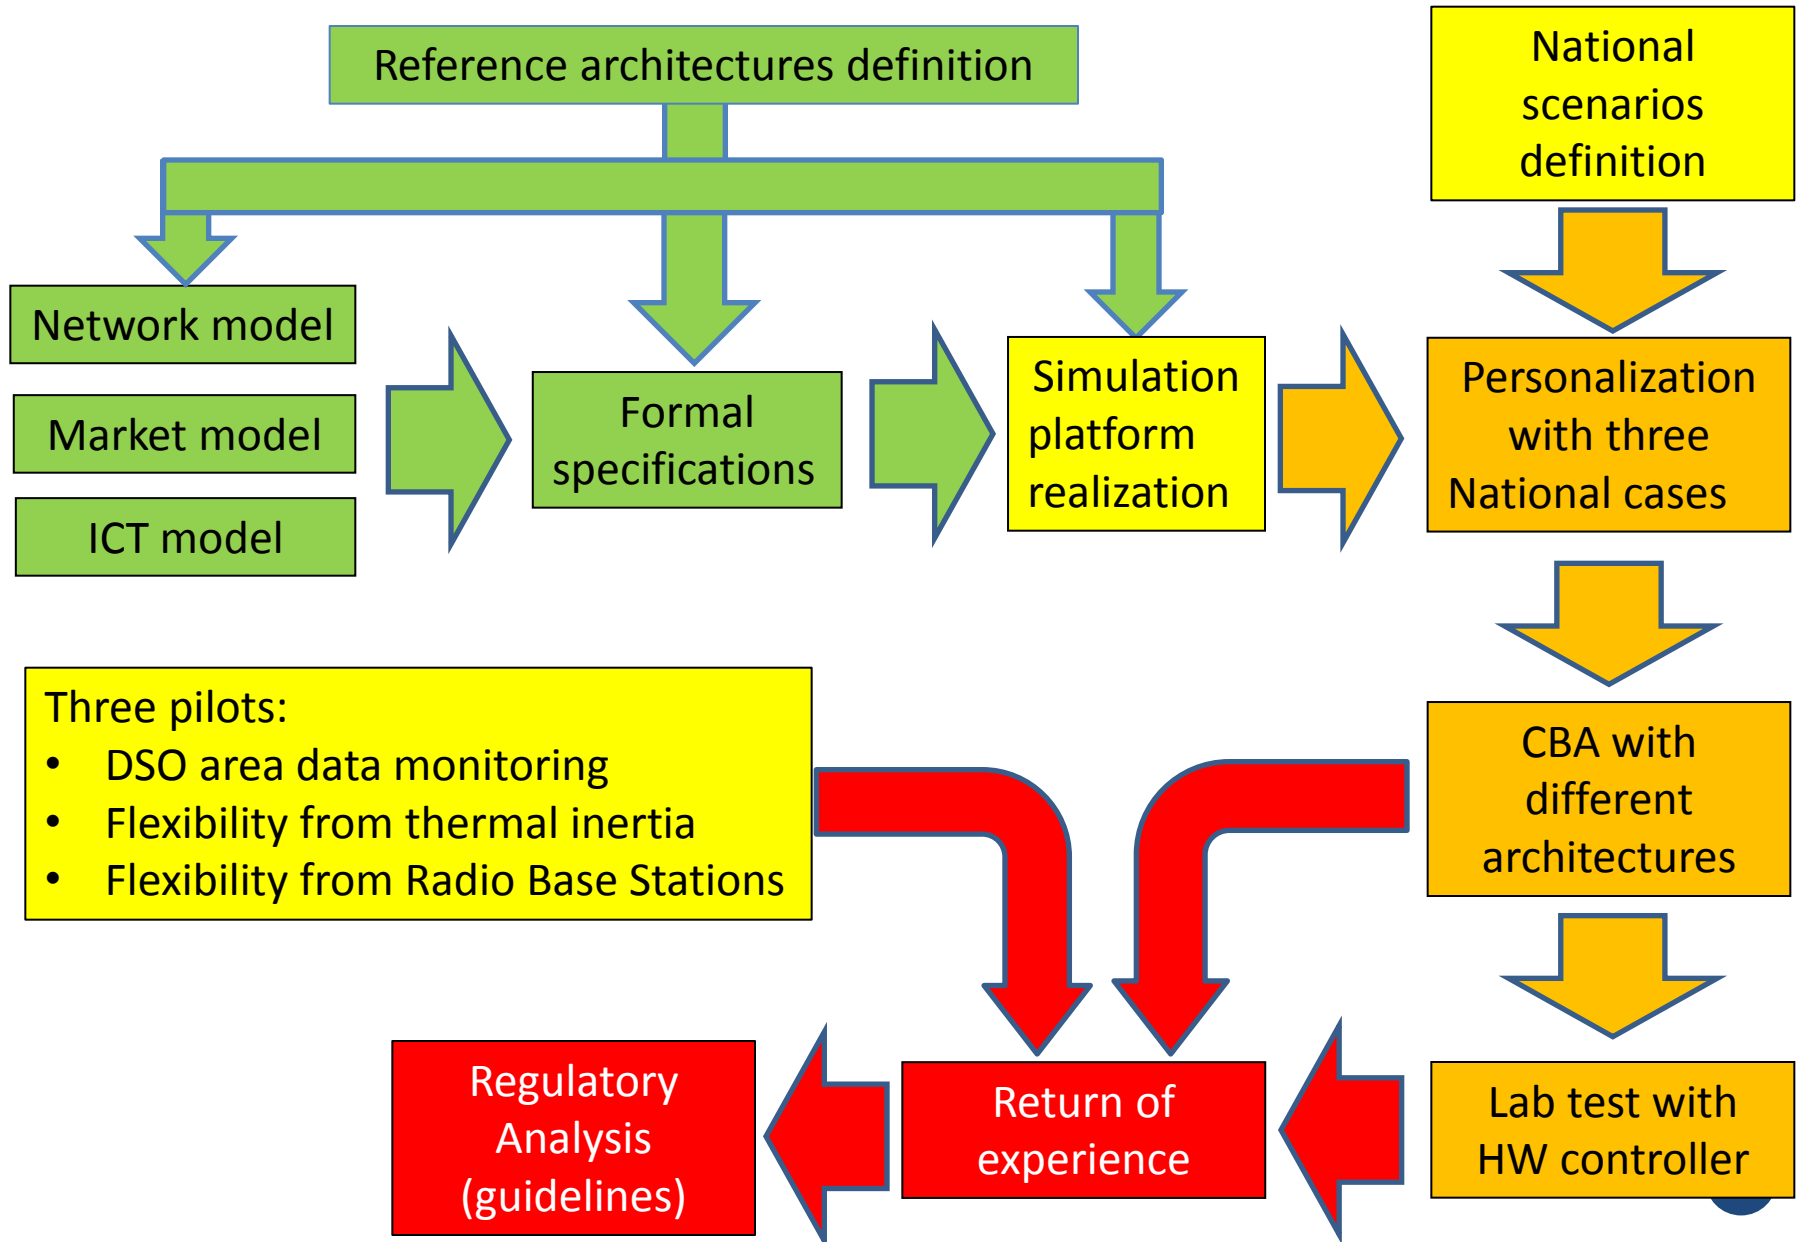 Reference architectures definition
National
scenarios
definition
Network model
Market model
ICT model
Formal
specifications
Simulation
platform
realization
Personalization
with three
National cases
Three pilots:
• DSO area data monitoring
• Flexibility from thermal inertia
• Flexibility from Radio Base Stations
CBA with
different
architectures
Regulatory
Analysis
(guidelines)
Return of
experience
Lab test with
HW controller